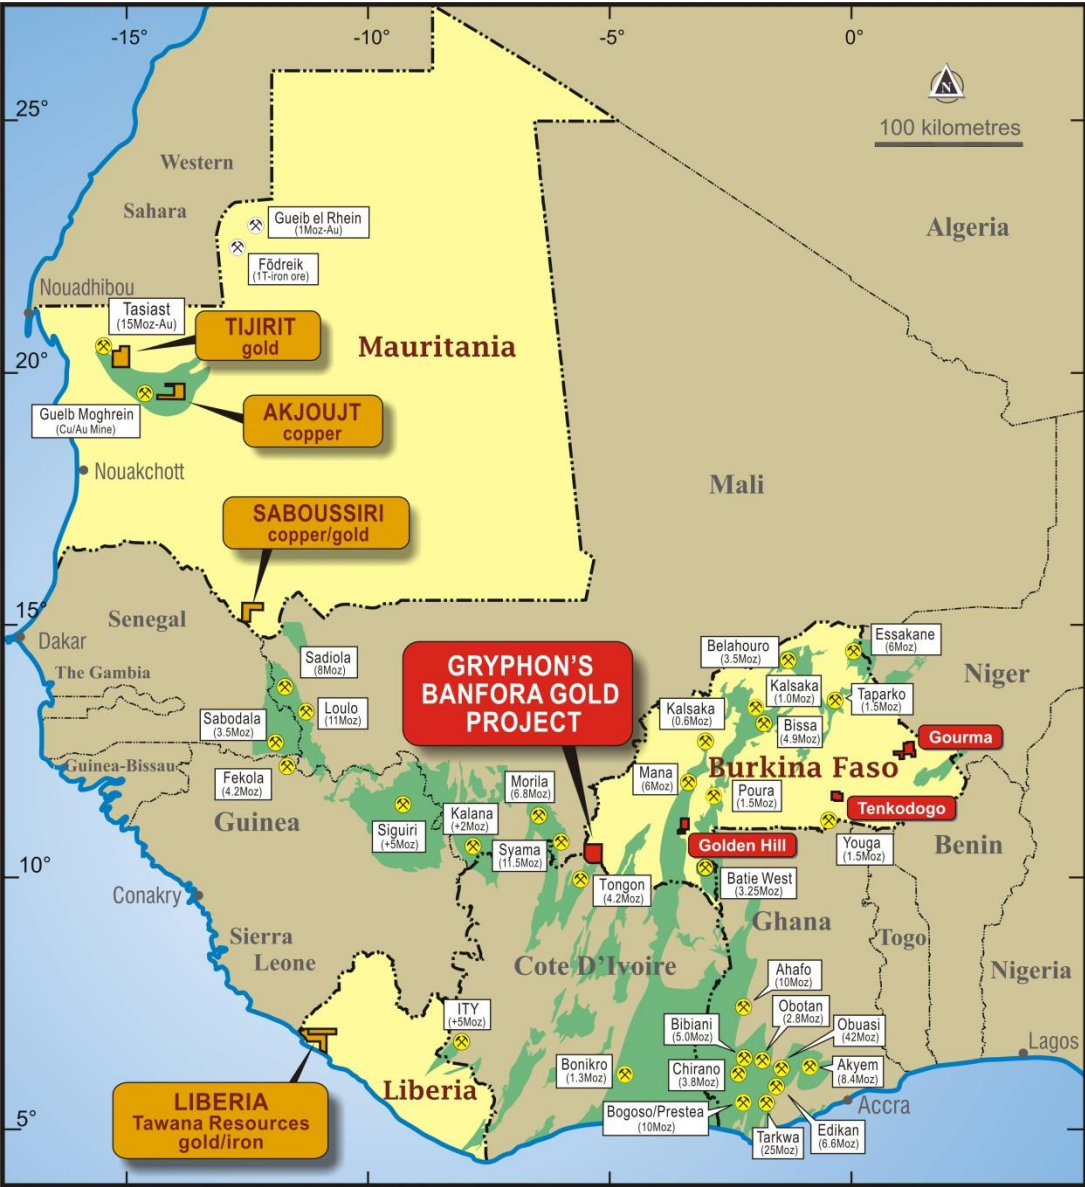 -15°
-10°
-5°
0°
25°
20°
15°
10°
5°
N
100 kilometres
Western
Sahara
Algeria
Gueib el Rhein
(1Moz-Au)
Fōdreik
(1T-iron ore)
Nouadhibou
Tasiast
(15Moz-Au)
TIJIRIT
gold
Mauritania
Guelb Moghrein
(Cu/Au Mine)
AKJOUJT
copper
Nouakchott
Mali
SABOUSSIRI
copper/gold
Senegal
Dakar
The Gambia
Sadiola
(8Moz)
Loulo
(11Moz)
Sabodala
(3.5Moz)
Guinea-Bissau
Fekola
(4.2Moz)
GRYPHON'S
BANFORA GOLD
PROJECT
Belahouro
(3.5Moz)
Essakane
(6Moz)
Niger
Kalsaka
(1.0Moz)
Taparko
(1.5Moz)
Kalsaka
(0.6Moz)
Bissa
(4.9Moz)
Gourma
Burkina Faso
Mana
(6Moz)
Poura
(1.5Moz)
Tenkodogo
Golden Hill
Youga
(1.5Moz)
Benin
Batie West
(3.25Moz)
Guinea
Siguiri
(+5Moz)
Kalana
(+2Moz)
Morila
(6.8Moz)
Syama
(11.5Moz)
Tongon
(4.2Moz)
Conakry
Sierra
Leone
Cote D'Ivoire
Ghana
Togo
Nigeria
Lagos
Ahafo
(10Moz)
Obotan
(2.8Moz)
Bibiani
(5.0Moz)
Obuasi
(42Moz)
Chirano
(3.8Moz)
Akyem
(8.4Moz)
ITY
(+5Moz)
Bonikro
(1.3Moz)
Bogoso/Prestea
(10Moz)
Tarkwa
(25Moz)
Edikan
(6.6Moz)
Accra
Liberia
LIBERIA
Tawana Resources
gold/iron